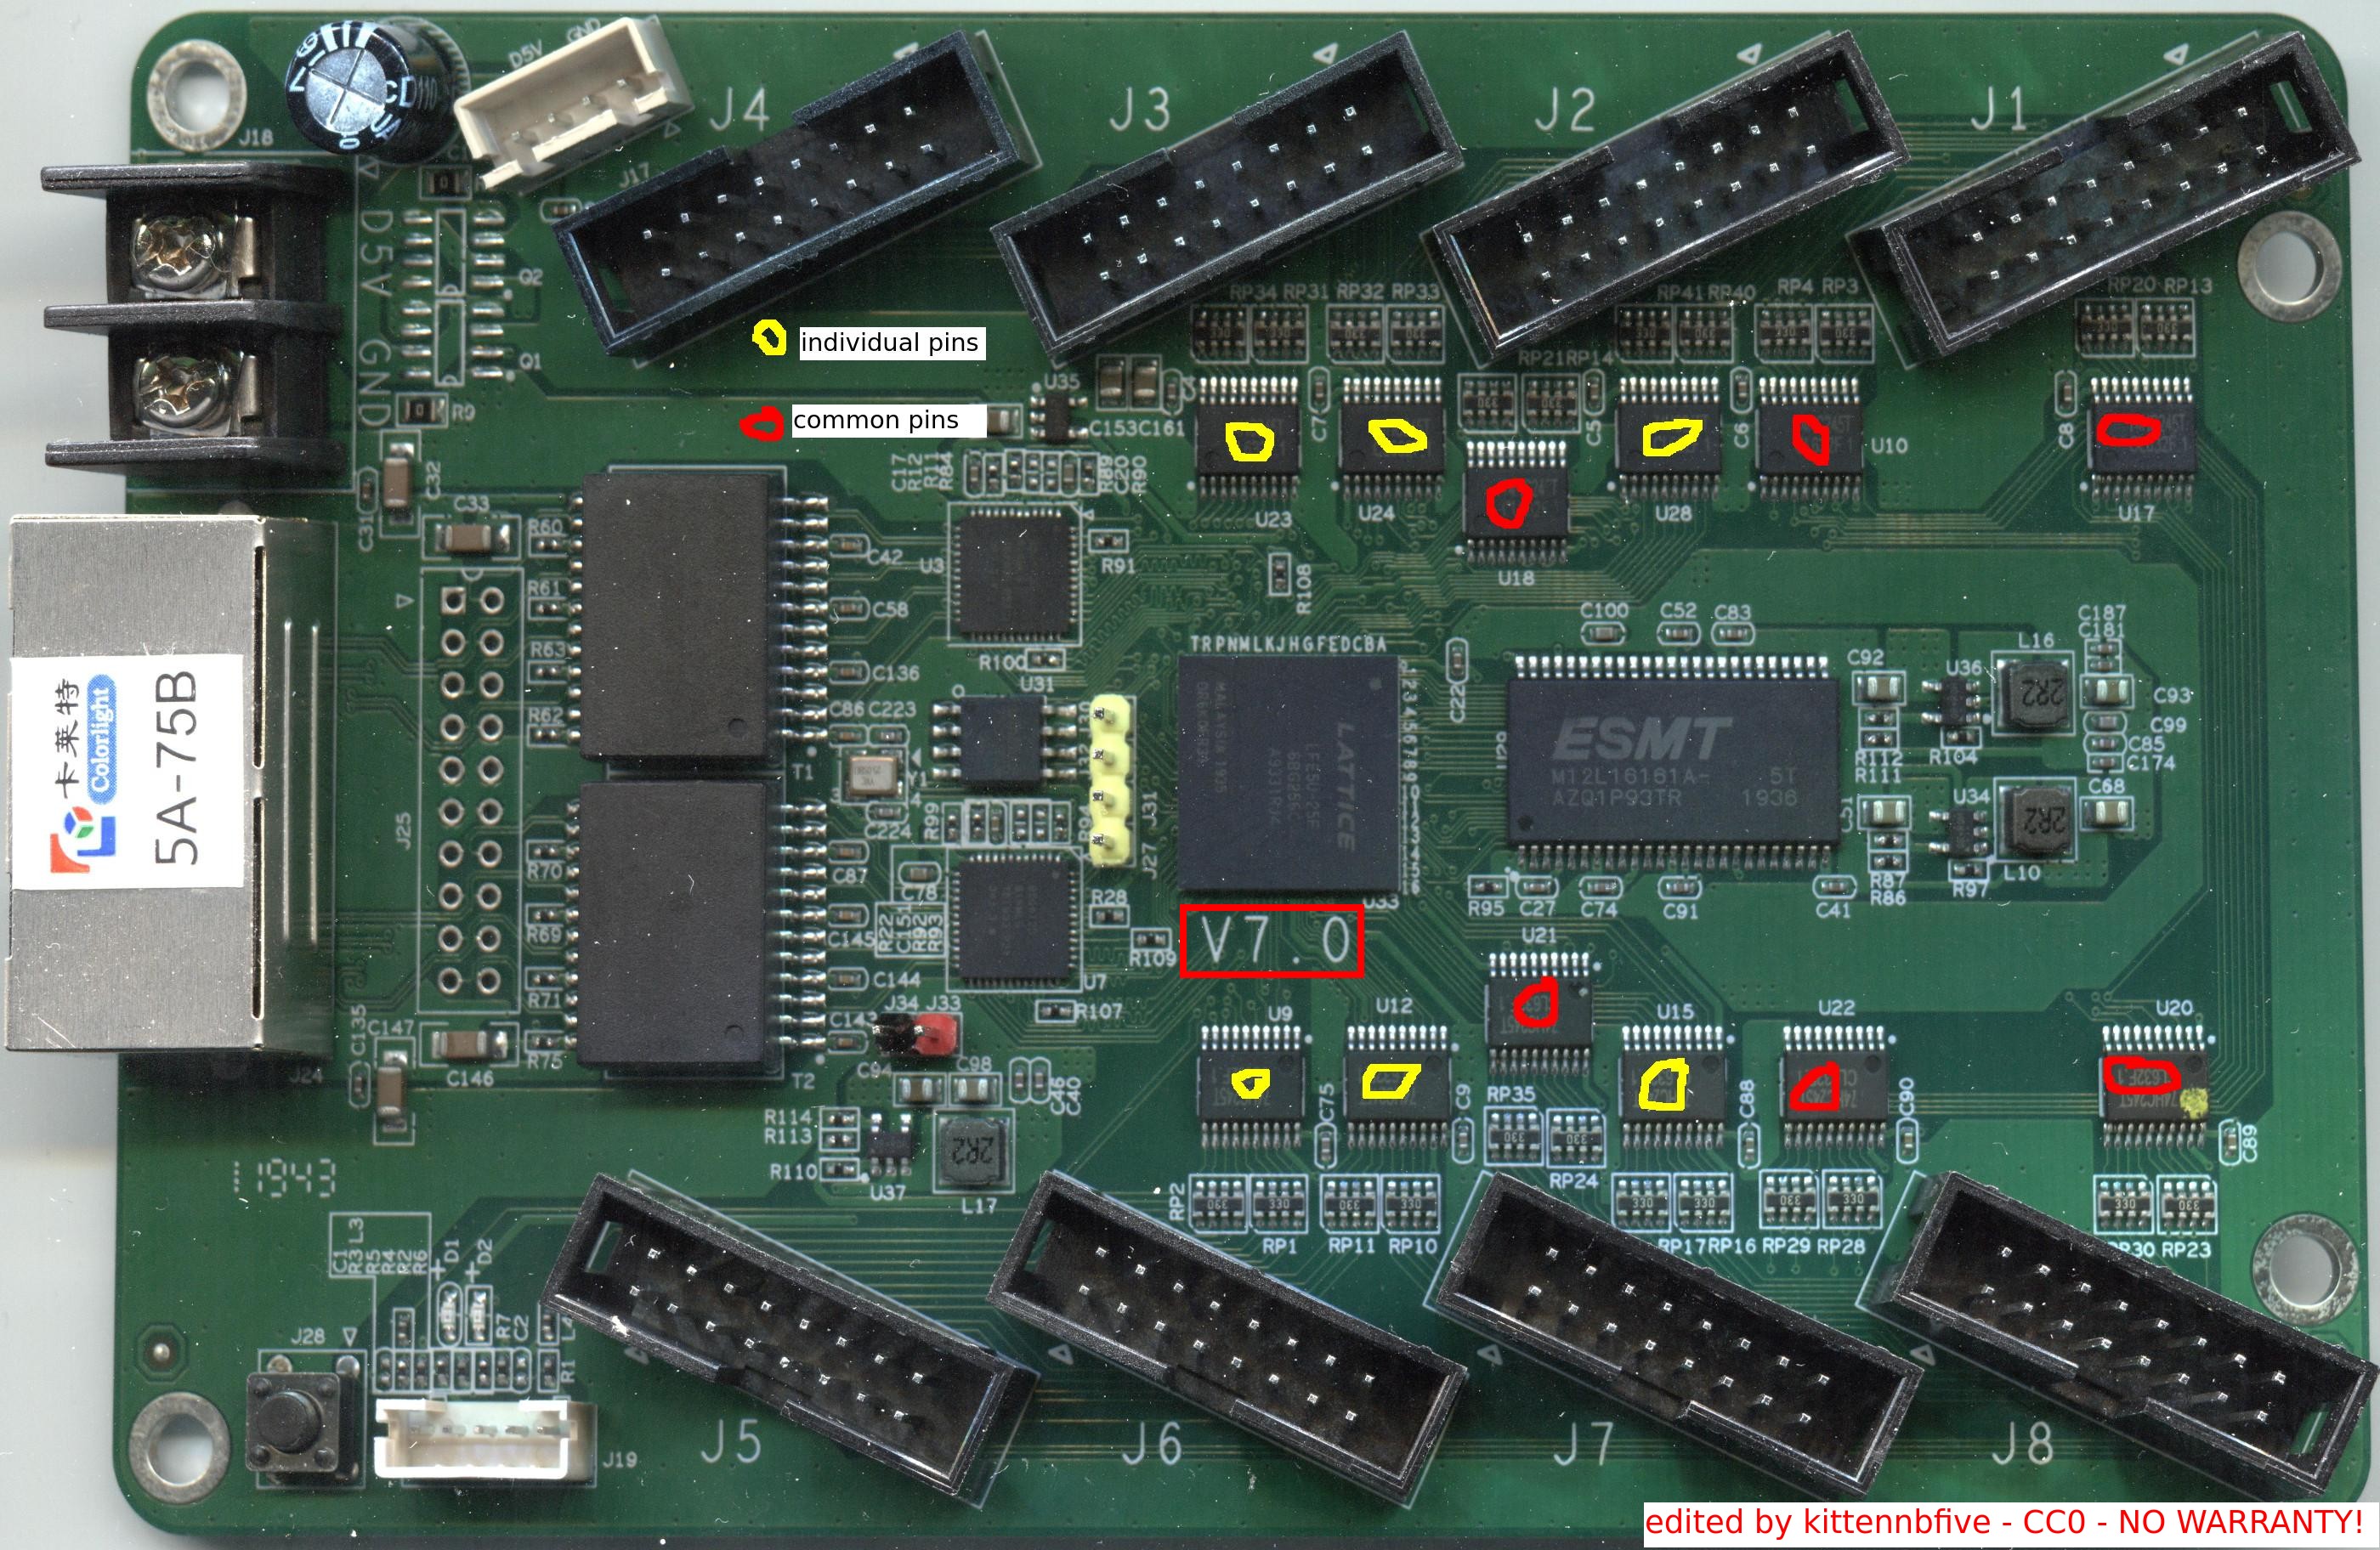 D5V GND
J18
J17
J4
J3
J2
J1
D5V GND
Q2
Q1
R9
individual pins
common pins
RP34 RP31 RP32 RP33
RP41 RP40
RP4 RP3
RP20 RP13
RP21 RP14
U35
C153 C161
C7
C5
C6
C8
U10
U23
U24
U28
U17
U18
C17
R12
R11
R84
R89
C20
R90
C31
C32
C33
R60
R61
R63
R62
C42
C58
C136
C86 C223
U3
R91
R108
R100
U31
TRPNMLKJHGFEDCBA
C22
C100
C52
C83
C187
C181
C92
U36
L16
2R2
C93
C99
C85
C174
R104
R112
R111
ESMT
M12L16161A- 5T
AZQ1P93TR 1936
LATTICE
U34
C68
2R2
L10
R97
R87
R86
卡莱特
Colorlight
5A-75B
J25
T1
Y1
C224
R99
J31
J27
C87
C78
R70
R69
R71
R75
R22
C151
R92
R93
C145
C144
C143
R28
R109
R107
U7
U33
V7.0
R95
C27
C74
C91
C41
U21
J34 J33
J24
C135
C147
C146
T2
C94
C98
C46
C40
R114
R113
R110
U37
2R2
L17
U9
U12
U15
U22
U20
C75
C9
C88
C90
C89
RP35
RP24
RP2
RP1
RP11
RP10
RP17 RP16
RP29 RP28
RP30 RP23
11943
C1
R3 L3
R5
R4
R2
R6
D1
D2
R7
C2
L4
R1
J28
J19
J5
J6
J7
J8
edited by kittennbfive - CC0 - NO WARRANTY!